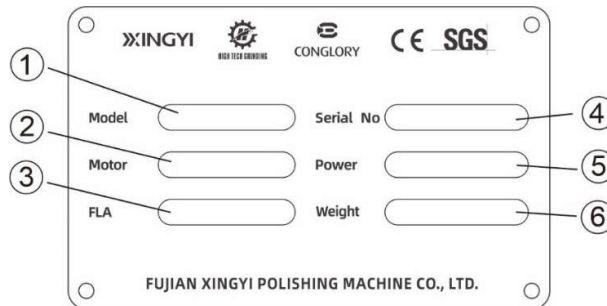 XINGYI HIGH TECH GRINDING CONGLORY CE SGS
① Model Serial No ④
② Motor Power ⑤
③ FLA Weight ⑥
FUJIAN XINGYI POLISHING MACHINE CO., LTD.